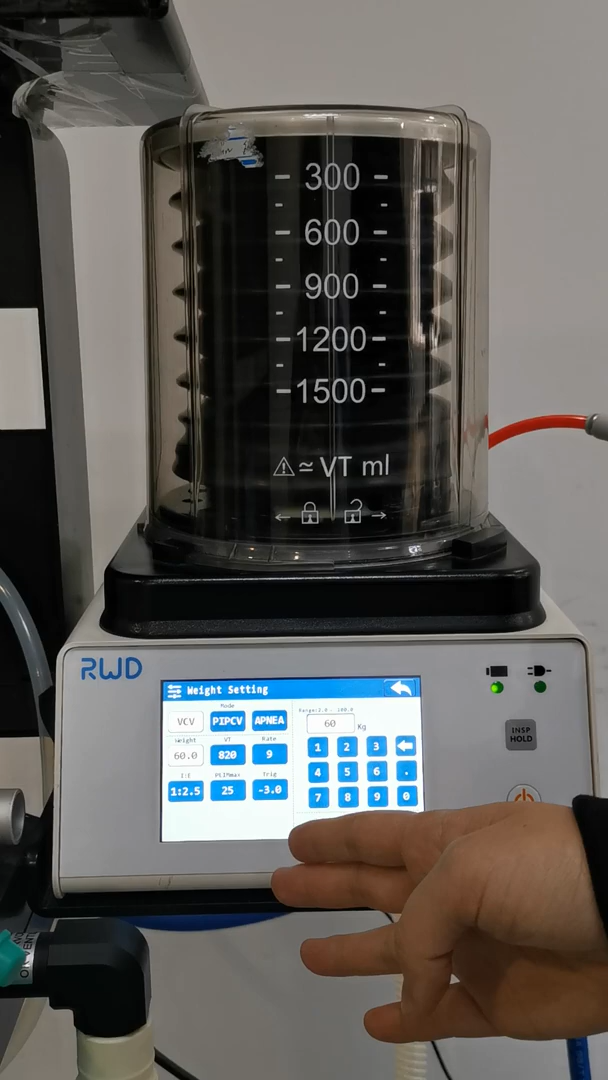 - 300 -
- 600 -
- 900 -
-1200-
-1500-
⚠≃ VT ml
← →
RWD
Weight Setting
Mode
VCV PIPCV APNEA
Weight VT Rate
60.0 820 9
I:E PLTMmax Trig
1:2.5 25 -3.0
Range:2.0 - 100.0
60 Kg
1 2 3
4 5 6 .
7 8 9 0
INSP
HOLD